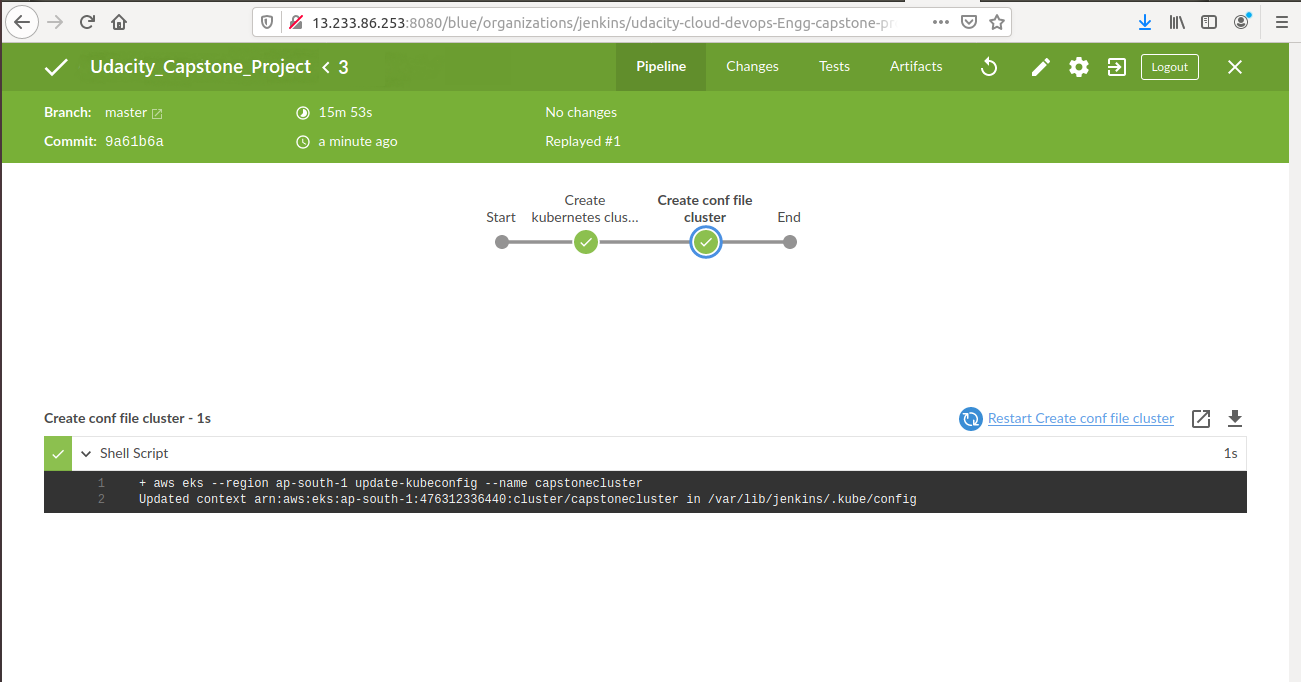 13.233.86.253:8080/blue/organizations/jenkins/udacity-cloud-devops-Engg-capstone-pr
Udacity_Capstone_Project < 3
Pipeline
Changes
Tests
Artifacts
Logout
Branch: master
15m 53s
No changes
Commit: 9a61b6a
a minute ago
Replayed #1
Start
Create
kubernetes clus...
Create conf file
cluster
End
Create conf file cluster - 1s
Restart Create conf file cluster
Shell Script
1s
1 + aws eks --region ap-south-1 update-kubeconfig --name capstonecluster
2 Updated context arn:aws:eks:ap-south-1:476312336440:cluster/capstonecluster in /var/lib/jenkins/.kube/config